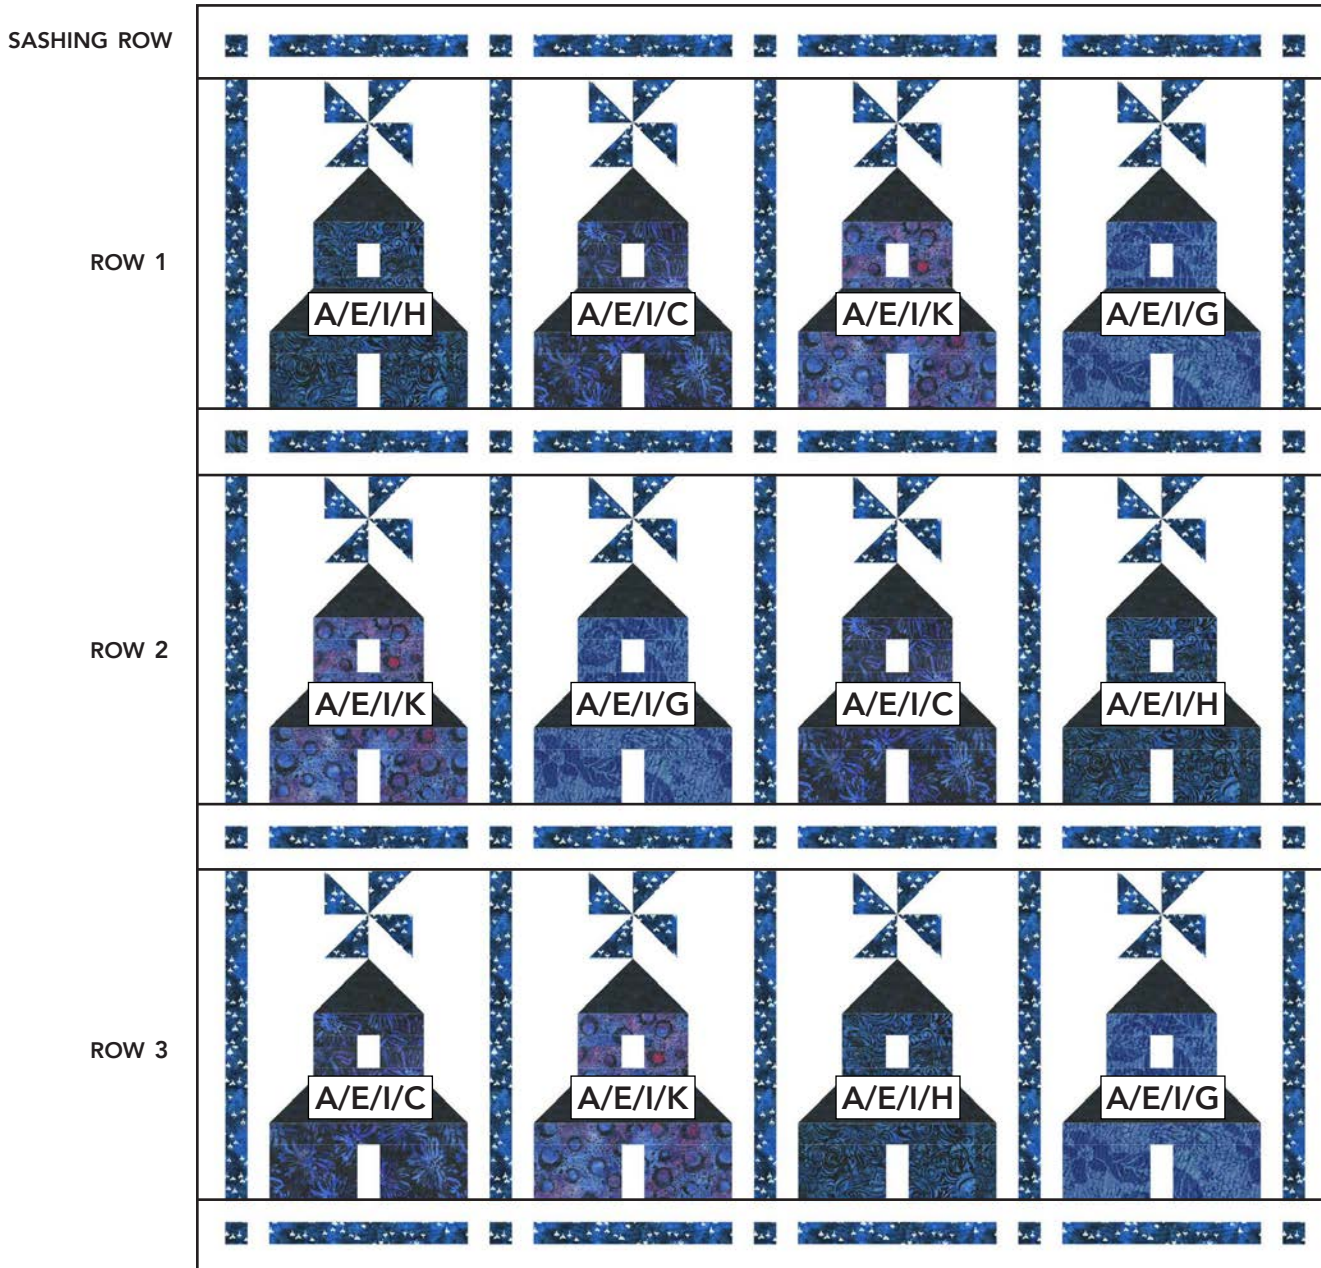 SASHING ROW
ROW 1
A/E/I/H A/E/I/C A/E/I/K A/E/I/G
ROW 2
A/E/I/K A/E/I/G A/E/I/C A/E/I/H
ROW 3
A/E/I/C A/E/I/K A/E/I/H A/E/I/G